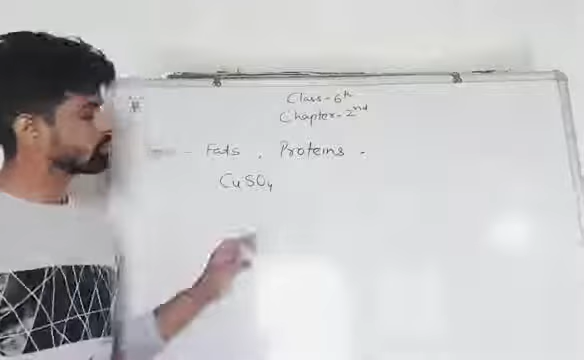 Class-6th
Chapter-2nd
- Fats, Proteins -
CuSO4